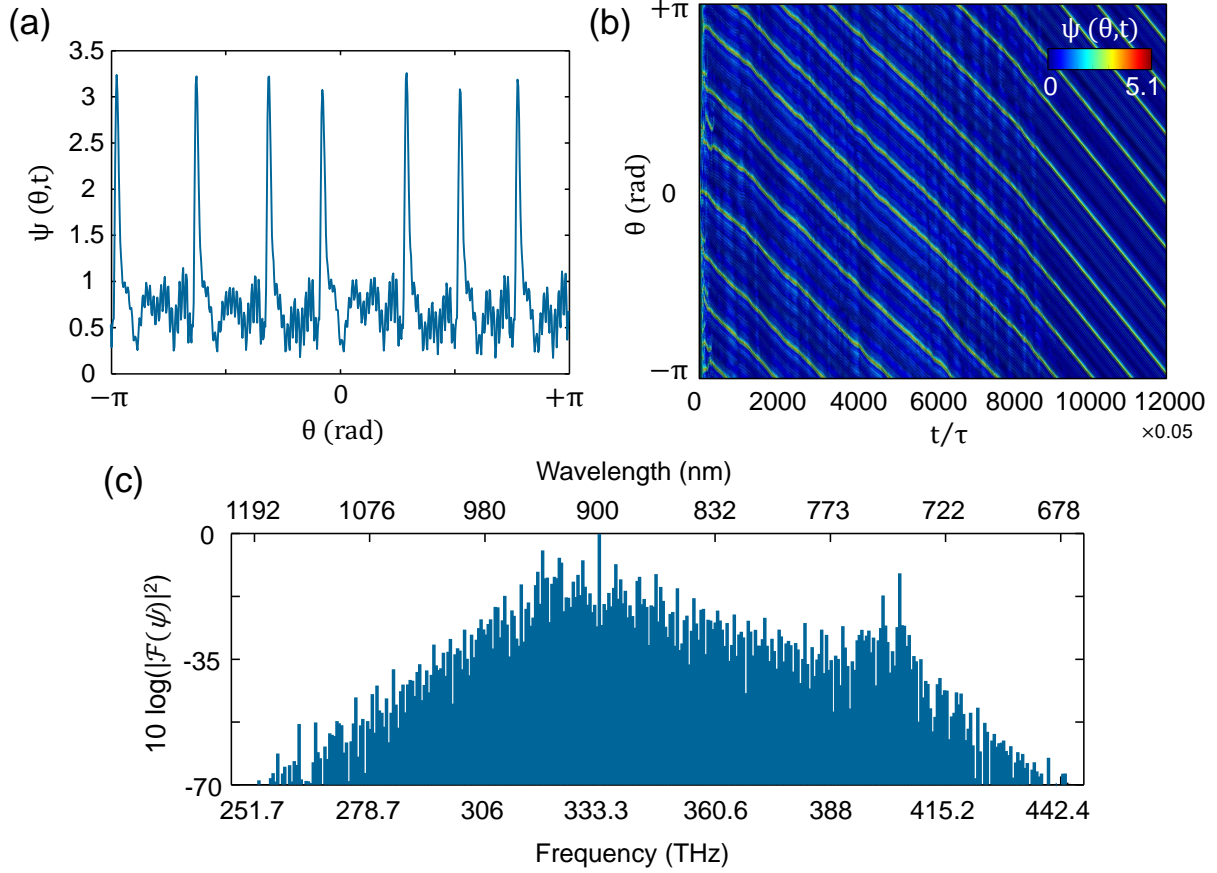 (a)
3.5
3
2.5
2
1.5
1
0.5
0
ψ (θ,t)
−π
0
+π
θ (rad)
(b)
+π
0
−π
θ (rad)
ψ (θ,t)
0 5.1
0 2000 4000 6000 8000 10000 12000
t/τ
×0.05
(c)
Wavelength (nm)
1192 1076 980 900 832 773 722 678
0
-35
-70
10 log(|ℱ(ψ)|²)
251.7 278.7 306 333.3 360.6 388 415.2 442.4
Frequency (THz)